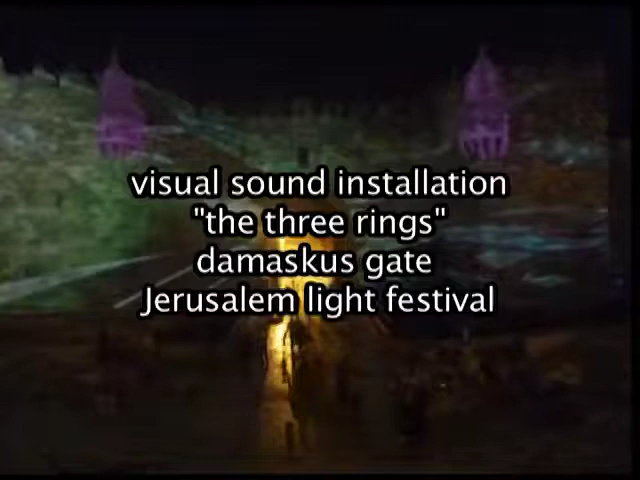 visual sound installation
"the three rings"
damaskus gate
Jerusalem light festival